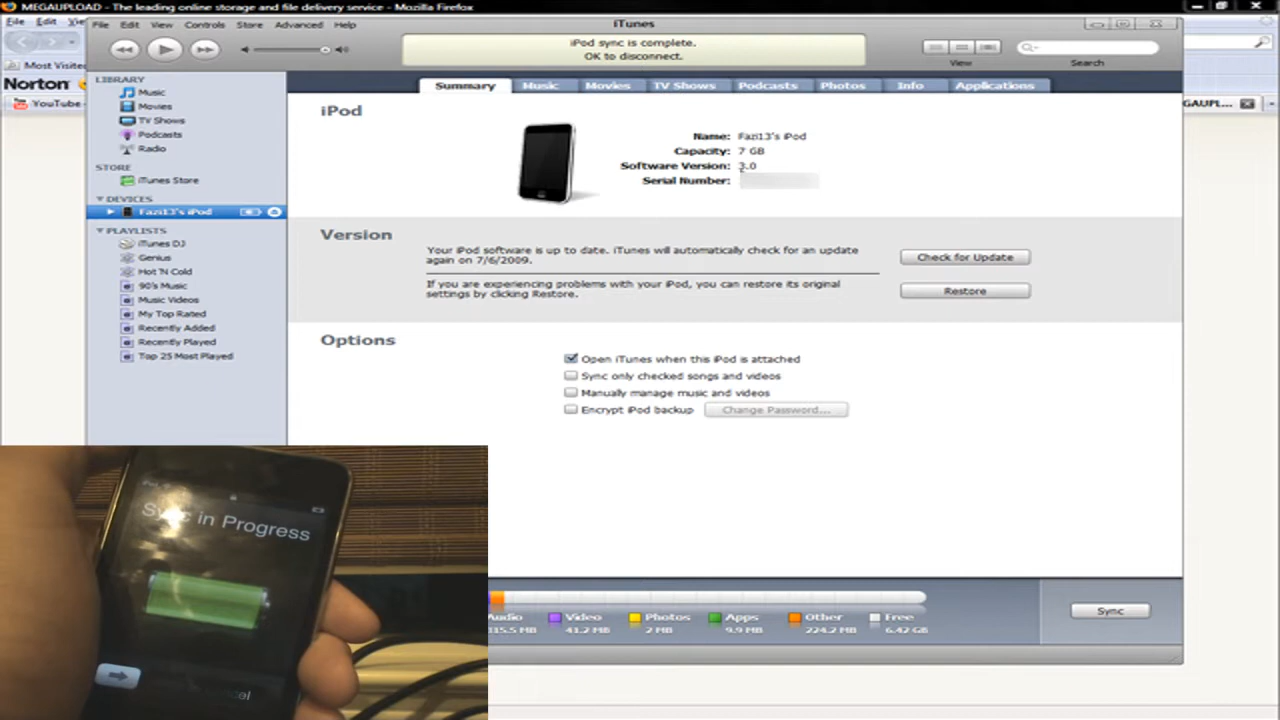 MEGAUPLOAD - The leading online storage and file delivery service - Mozilla Firefox
File Edit
File Edit View Controls Store Advanced Help
iTunes
iPod sync is complete.
OK to disconnect.
View
Search
Most Visited
Norton
YouTube
GAUPL...
LIBRARY
Music
Movies
TV Shows
Podcasts
Radio
STORE
iTunes Store
DEVICES
Fazi13's iPod
PLAYLISTS
iTunes DJ
Genius
Hot 'N Cold
90's Music
Music Videos
My Top Rated
Recently Added
Recently Played
Top 25 Most Played
Summary Music Movies TV Shows Podcasts Photos Info Applications
iPod
Name: Fazi13's iPod
Capacity: 7 GB
Software Version: 3.0
Serial Number:
Version
Your iPod software is up to date. iTunes will automatically check for an update
again on 7/6/2009.
Check for Update
If you are experiencing problems with your iPod, you can restore its original
settings by clicking Restore.
Restore
Options
Open iTunes when this iPod is attached
Sync only checked songs and videos
Manually manage music and videos
Encrypt iPod backup
Change Password...
Audio Video Photos Apps Other Free
315.5 MB 41.2 MB 2 MB 9.9 MB 224.2 MB 6.42 GB
Sync
Sync in Progress